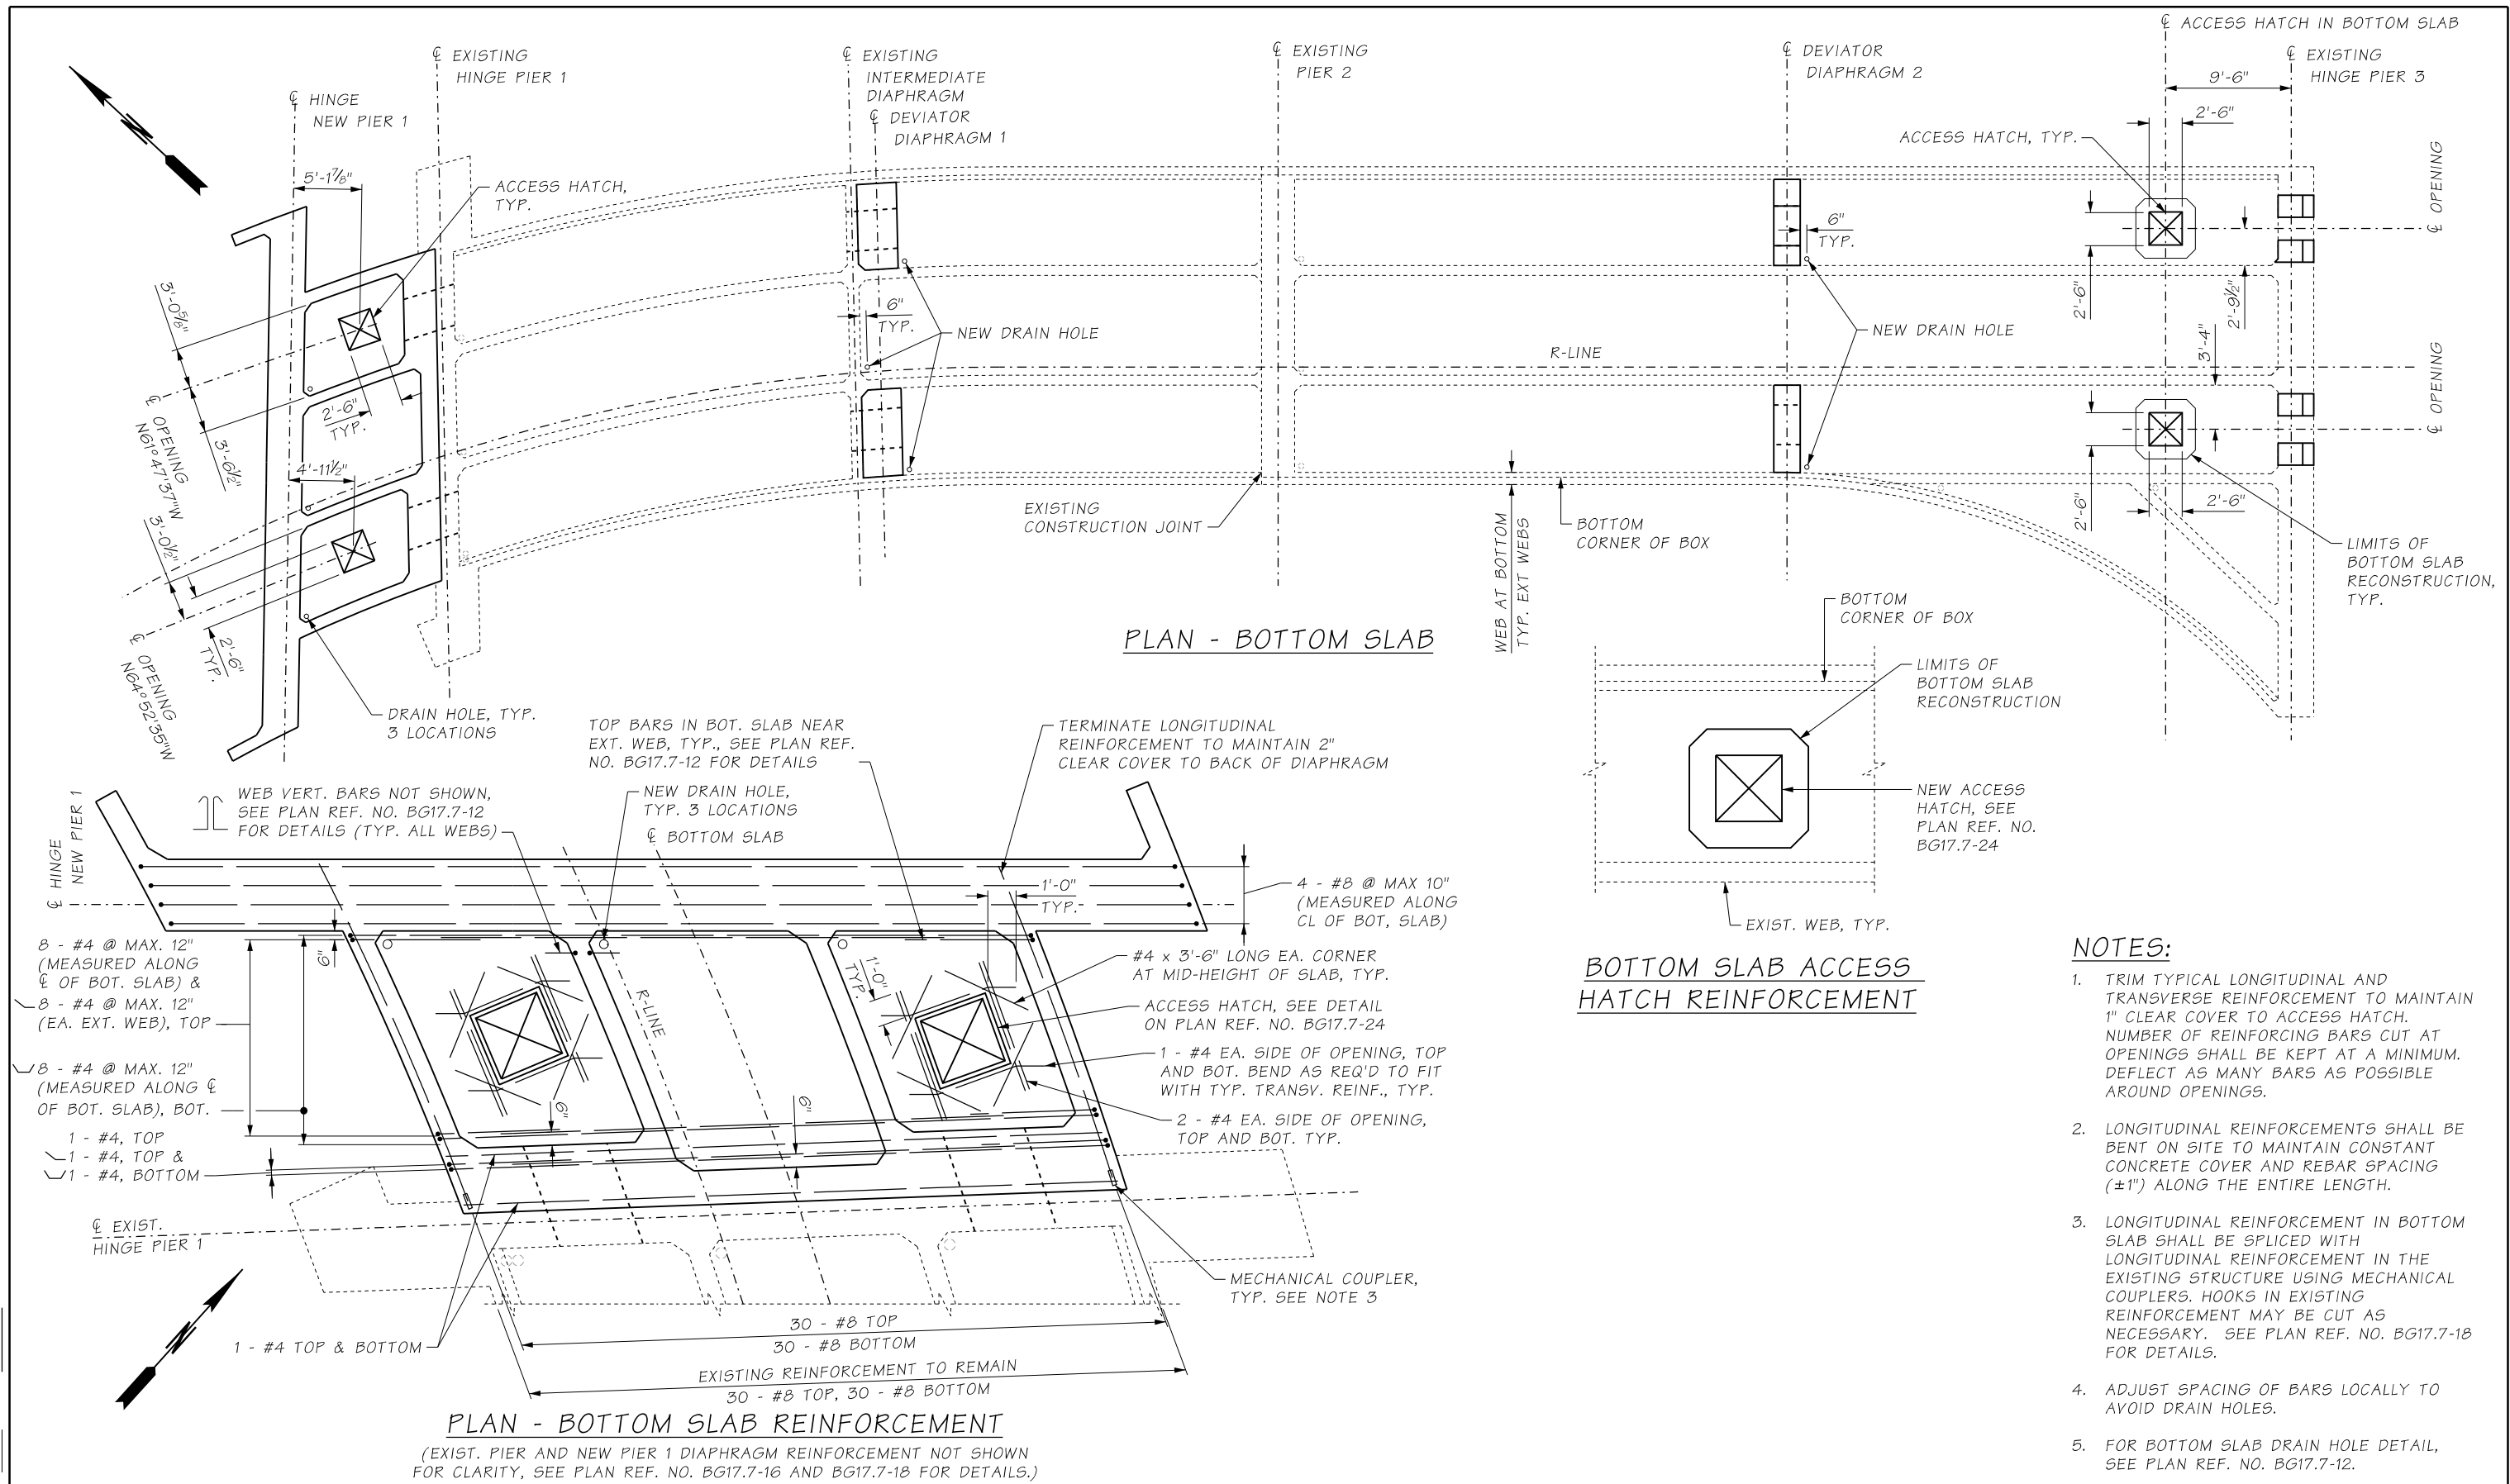 ℄ EXISTING
HINGE PIER 1
℄ EXISTING
INTERMEDIATE
DIAPHRAGM
℄ DEVIATOR
DIAPHRAGM 1
℄ EXISTING
PIER 2
℄ DEVIATOR
DIAPHRAGM 2
℄ ACCESS HATCH IN BOTTOM SLAB
℄ EXISTING
HINGE PIER 3
9'-6"
2'-6"
℄ HINGE
NEW PIER 1
5'-1⅞"
ACCESS HATCH,
TYP.
ACCESS HATCH, TYP.
6"
TYP.
℄ OPENING
2'-6"
2'-9½"
3'-4"
℄ OPENING
2'-6"
2'-6"
3'-0⅝"
2'-6"
TYP.
3'-6½"
℄ OPENING
N61°47'37"W
4'-11½"
3'-0½"
2'-6"
TYP.
℄ OPENING
N64°52'35"W
6"
TYP.
NEW DRAIN HOLE
NEW DRAIN HOLE
R-LINE
EXISTING
CONSTRUCTION JOINT
WEB AT BOTTOM
TYP. EXT WEBS
BOTTOM
CORNER OF BOX
LIMITS OF
BOTTOM SLAB
RECONSTRUCTION,
TYP.
DRAIN HOLE, TYP.
3 LOCATIONS
PLAN - BOTTOM SLAB
TOP BARS IN BOT. SLAB NEAR
EXT. WEB, TYP., SEE PLAN REF.
NO. BG17.7-12 FOR DETAILS
TERMINATE LONGITUDINAL
REINFORCEMENT TO MAINTAIN 2"
CLEAR COVER TO BACK OF DIAPHRAGM
WEB VERT. BARS NOT SHOWN,
SEE PLAN REF. NO. BG17.7-12
FOR DETAILS (TYP. ALL WEBS)
NEW DRAIN HOLE,
TYP. 3 LOCATIONS
℄ BOTTOM SLAB
℄ HINGE
NEW PIER 1
1'-0"
TYP.
4 - #8 @ MAX 10"
(MEASURED ALONG
CL OF BOT, SLAB)
8 - #4 @ MAX. 12"
(MEASURED ALONG
℄ OF BOT. SLAB) &
8 - #4 @ MAX. 12"
(EA. EXT. WEB), TOP
6"
8 - #4 @ MAX. 12"
(MEASURED ALONG ℄
OF BOT. SLAB), BOT.
1 - #4, TOP
1 - #4, TOP &
1 - #4, BOTTOM
R-LINE
1'-0"
TYP.
6"
6"
#4 x 3'-6" LONG EA. CORNER
AT MID-HEIGHT OF SLAB, TYP.
ACCESS HATCH, SEE DETAIL
ON PLAN REF. NO. BG17.7-24
1 - #4 EA. SIDE OF OPENING, TOP
AND BOT. BEND AS REQ'D TO FIT
WITH TYP. TRANSV. REINF., TYP.
2 - #4 EA. SIDE OF OPENING,
TOP AND BOT. TYP.
℄ EXIST.
HINGE PIER 1
MECHANICAL COUPLER,
TYP. SEE NOTE 3
1 - #4 TOP & BOTTOM
30 - #8 TOP
30 - #8 BOTTOM
EXISTING REINFORCEMENT TO REMAIN
30 - #8 TOP, 30 - #8 BOTTOM
PLAN - BOTTOM SLAB REINFORCEMENT
(EXIST. PIER AND NEW PIER 1 DIAPHRAGM REINFORCEMENT NOT SHOWN
FOR CLARITY, SEE PLAN REF. NO. BG17.7-16 AND BG17.7-18 FOR DETAILS.)
BOTTOM
CORNER OF BOX
LIMITS OF
BOTTOM SLAB
RECONSTRUCTION
NEW ACCESS
HATCH, SEE
PLAN REF. NO.
BG17.7-24
EXIST. WEB, TYP.
BOTTOM SLAB ACCESS
HATCH REINFORCEMENT
NOTES:
1. TRIM TYPICAL LONGITUDINAL AND
TRANSVERSE REINFORCEMENT TO MAINTAIN
1" CLEAR COVER TO ACCESS HATCH.
NUMBER OF REINFORCING BARS CUT AT
OPENINGS SHALL BE KEPT AT A MINIMUM.
DEFLECT AS MANY BARS AS POSSIBLE
AROUND OPENINGS.
2. LONGITUDINAL REINFORCEMENTS SHALL BE
BENT ON SITE TO MAINTAIN CONSTANT
CONCRETE COVER AND REBAR SPACING
(±1") ALONG THE ENTIRE LENGTH.
3. LONGITUDINAL REINFORCEMENT IN BOTTOM
SLAB SHALL BE SPLICED WITH
LONGITUDINAL REINFORCEMENT IN THE
EXISTING STRUCTURE USING MECHANICAL
COUPLERS. HOOKS IN EXISTING
REINFORCEMENT MAY BE CUT AS
NECESSARY. SEE PLAN REF. NO. BG17.7-18
FOR DETAILS.
4. ADJUST SPACING OF BARS LOCALLY TO
AVOID DRAIN HOLES.
5. FOR BOTTOM SLAB DRAIN HOLE DETAIL,
SEE PLAN REF. NO. BG17.7-12.